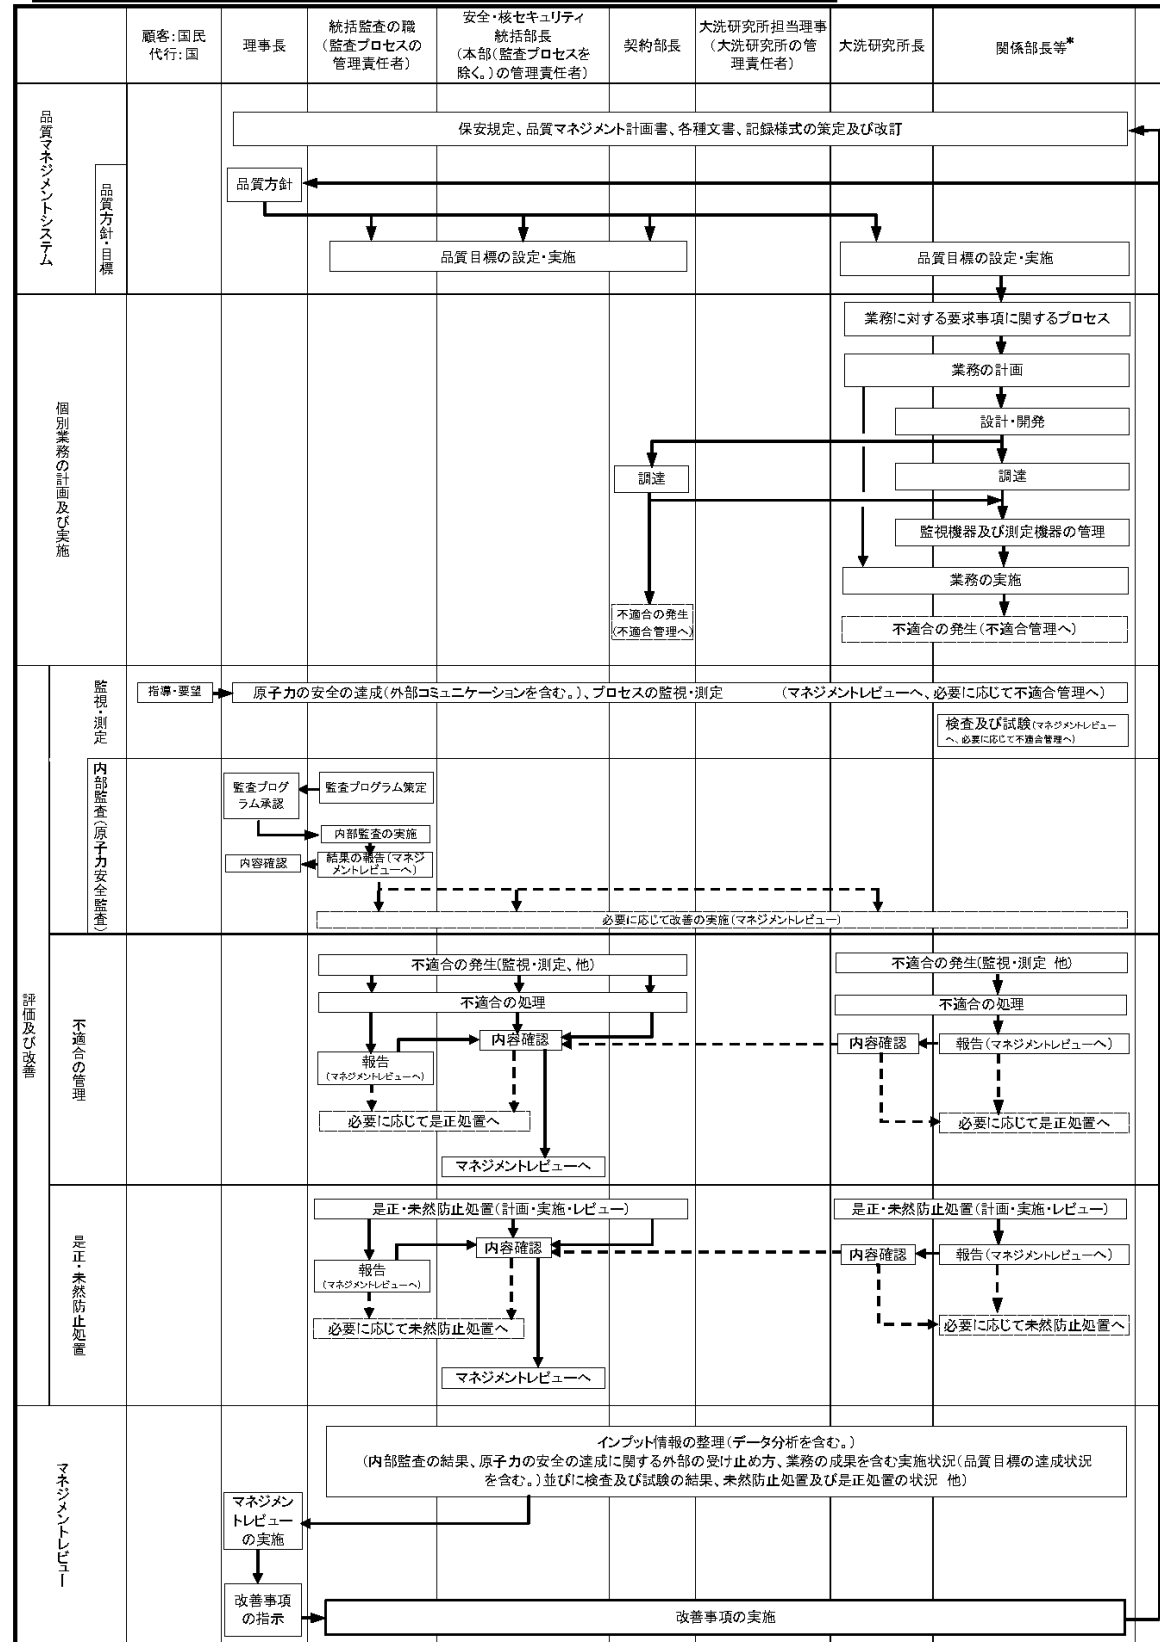 顧客：国民
代行：国
理事長
統括監査の職
（監査プロセスの
管理責任者）
安全・核セキュリティ
統括部長
（本部（監査プロセスを
除く。）の管理責任者）
契約部長
大洗研究所担当理事
（大洗研究所の管
理責任者）
大洗研究所長
関係部長等*
品質マネジメントシステム
品質方針・目標
保安規定、品質マネジメント計画書、各種文書、記録様式の策定及び改訂
品質方針
品質目標の設定・実施
品質目標の設定・実施
個別業務の計画及び実施
業務に対する要求事項に関するプロセス
業務の計画
設計・開発
調達
調達
監視機器及び測定機器の管理
業務の実施
不適合の発生
（不適合管理へ）
不適合の発生（不適合管理へ）
評価及び改善
監視・測定
指導・要望
原子力の安全の達成（外部コミュニケーションを含む。）、プロセスの監視・測定　（マネジメントレビューへ、必要に応じて不適合管理へ）
検査及び試験（マネジメントレビュー
へ、必要に応じて不適合管理へ）
内部監査（原子力安全監査）
監査プログ
ラム承認
監査プログラム策定
内部監査の実施
内容確認
結果の報告（マネジ
メントレビューへ）
必要に応じて改善の実施（マネジメントレビュー）
不適合の管理
不適合の発生（監視・測定、他）
不適合の発生（監視・測定 他）
不適合の処理
不適合の処理
内容確認
内容確認
報告（マネジメントレビューへ）
報告
（マネジメントレビューへ）
必要に応じて是正処置へ
必要に応じて是正処置へ
マネジメントレビューへ
是正・未然防止処置
是正・未然防止処置（計画・実施・レビュー）
是正・未然防止処置（計画・実施・レビュー）
内容確認
内容確認
報告（マネジメントレビューへ）
報告
（マネジメントレビューへ）
必要に応じて未然防止処置へ
必要に応じて未然防止処置へ
マネジメントレビューへ
マネジメントレビュー
インプット情報の整理（データ分析を含む。）
（内部監査の結果、原子力の安全の達成に関する外部の受け止め方、業務の成果を含む実施状況（品質目標の達成状況
を含む。）並びに検査及び試験の結果、未然防止処置及び是正処置の状況 他）
マネジメン
トレビュー
の実施
改善事項
の指示
改善事項の実施